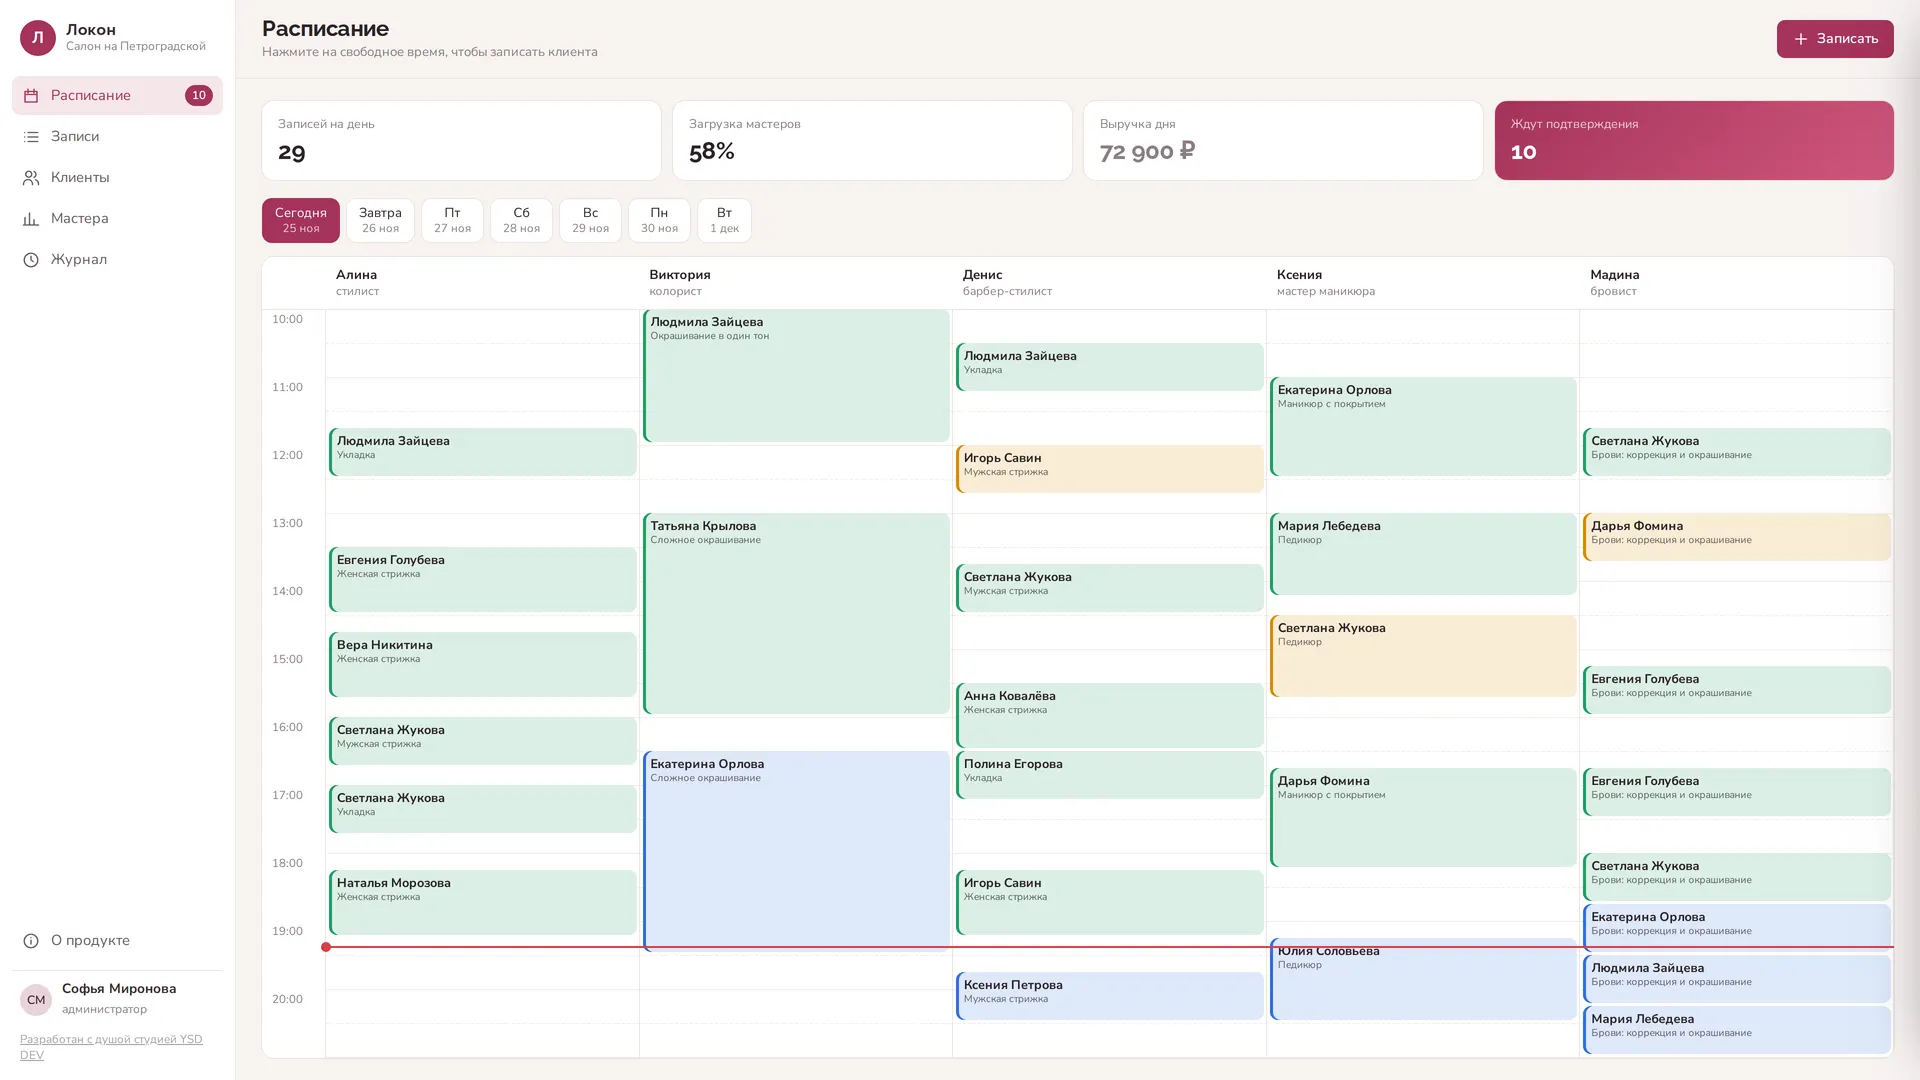 Л
Локон
Салон на Петроградской
Расписание
10
Записи
Клиенты
Мастера
Журнал
О продукте
СМ
Софья Миронова
администратор
Разработан с душой студией YSD
DEV
Расписание
Нажмите на свободное время, чтобы записать клиента
Записать
Записей на день
29
Загрузка мастеров
58%
Выручка дня
72 900 ₽
Ждут подтверждения
10
Сегодня
25 ноя
Завтра
26 ноя
Пт
27 ноя
Сб
28 ноя
Вс
29 ноя
Пн
30 ноя
Вт
1 дек
Алина
стилист
Виктория
колорист
Денис
барбер-стилист
Ксения
мастер маникюра
Мадина
бровист
10:00
11:00
12:00
13:00
14:00
15:00
16:00
17:00
18:00
19:00
20:00
Людмила Зайцева
Укладка
Евгения Голубева
Женская стрижка
Вера Никитина
Женская стрижка
Светлана Жукова
Мужская стрижка
Светлана Жукова
Укладка
Наталья Морозова
Женская стрижка
Людмила Зайцева
Окрашивание в один тон
Татьяна Крылова
Сложное окрашивание
Екатерина Орлова
Сложное окрашивание
Людмила Зайцева
Укладка
Игорь Савин
Мужская стрижка
Светлана Жукова
Мужская стрижка
Анна Ковалёва
Женская стрижка
Полина Егорова
Укладка
Игорь Савин
Женская стрижка
Ксения Петрова
Мужская стрижка
Екатерина Орлова
Маникюр с покрытием
Мария Лебедева
Педикюр
Светлана Жукова
Педикюр
Дарья Фомина
Маникюр с покрытием
Юлия Соловьёва
Педикюр
Светлана Жукова
Брови: коррекция и окрашивание
Дарья Фомина
Брови: коррекция и окрашивание
Евгения Голубева
Брови: коррекция и окрашивание
Евгения Голубева
Брови: коррекция и окрашивание
Светлана Жукова
Брови: коррекция и окрашивание
Екатерина Орлова
Брови: коррекция и окрашивание
Людмила Зайцева
Брови: коррекция и окрашивание
Мария Лебедева
Брови: коррекция и окрашивание